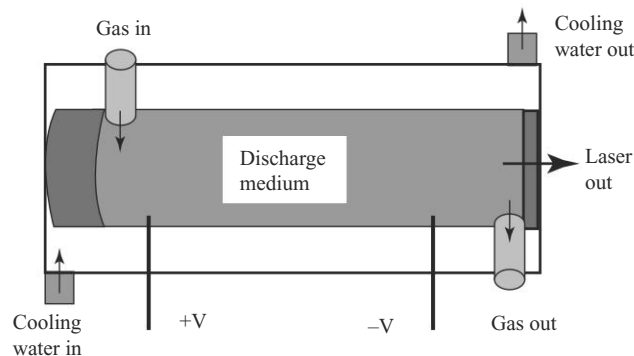 Gas in
Cooling
water out
Discharge
medium
Laser
out
+V
–V
Gas out
Cooling
water in